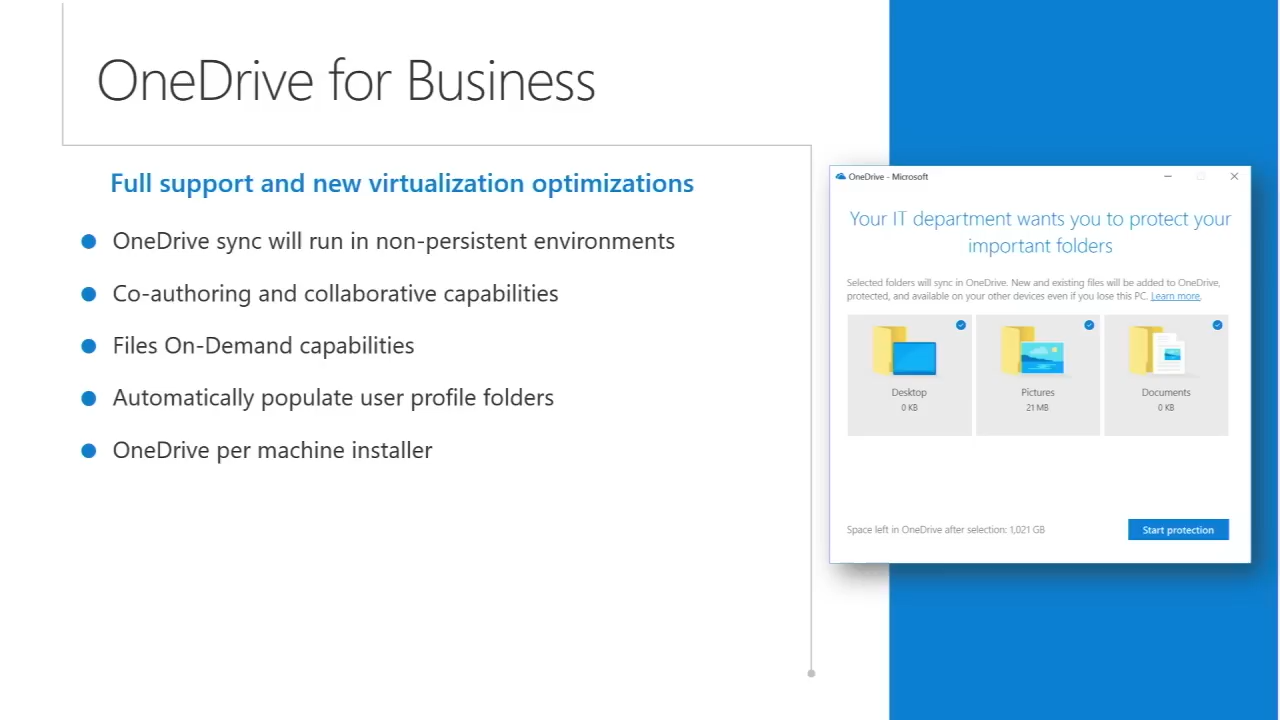 OneDrive for Business
Full support and new virtualization optimizations
OneDrive sync will run in non-persistent environments
Co-authoring and collaborative capabilities
Files On-Demand capabilities
Automatically populate user profile folders
OneDrive per machine installer
OneDrive - Microsoft
Your IT department wants you to protect your
important folders
Selected folders will sync in OneDrive. New and existing files will be added to OneDrive,
protected, and available on your other devices even if you lose this PC. Learn more.
Desktop
0 KB
Pictures
21 MB
Documents
0 KB
Space left in OneDrive after selection: 1,021 GB
Start protection